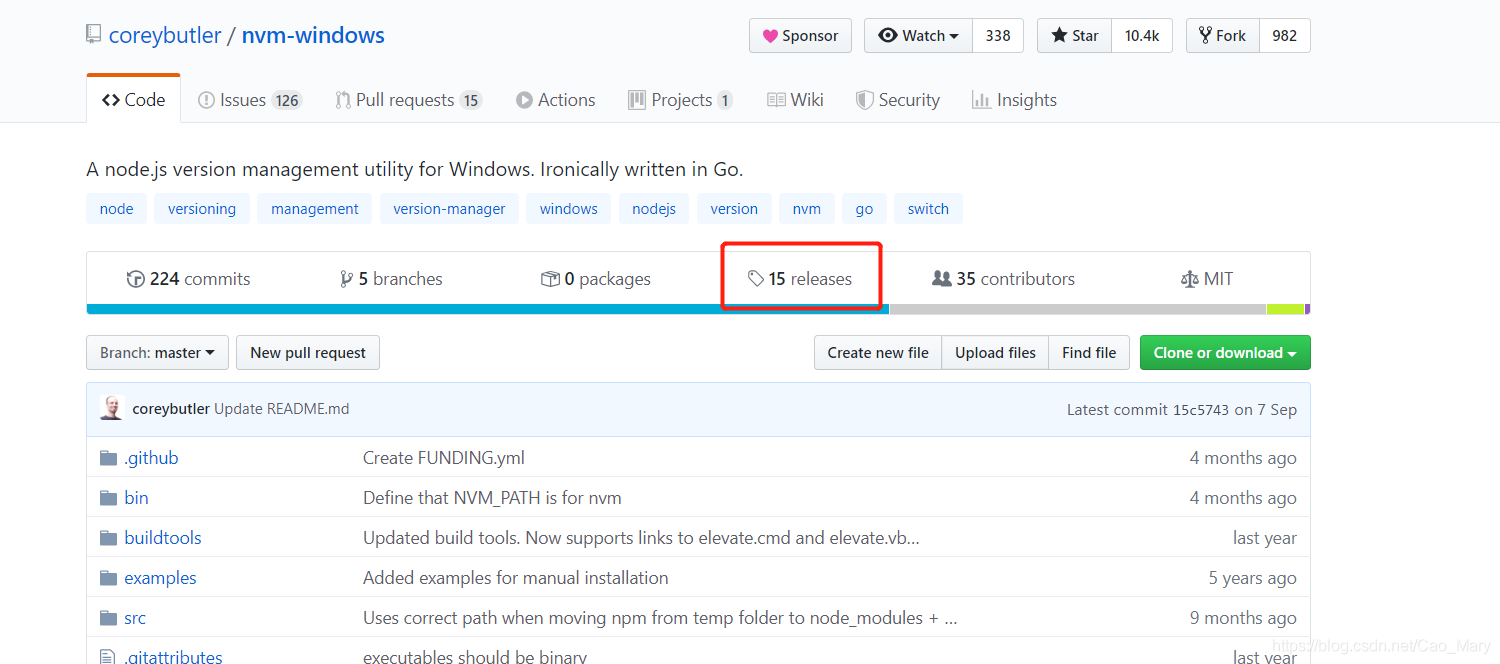 coreybutler / nvm-windows
Sponsor Watch 338 Star 10.4k Fork 982
Code Issues 126 Pull requests 15 Actions Projects 1 Wiki Security Insights
A node.js version management utility for Windows. Ironically written in Go.
node versioning management version-manager windows nodejs version nvm go switch
224 commits 5 branches 0 packages 15 releases 35 contributors MIT
Branch: master New pull request Create new file Upload files Find file Clone or download
coreybutler Update README.md Latest commit 15c5743 on 7 Sep
.github Create FUNDING.yml 4 months ago
bin Define that NVM_PATH is for nvm 4 months ago
buildtools Updated build tools. Now supports links to elevate.cmd and elevate.vb… last year
examples Added examples for manual installation 5 years ago
src Uses correct path when moving npm from temp folder to node_modules + … 9 months ago
.gitattributes executables should be binary last year
https://blog.csdn.net/Cao_Mary